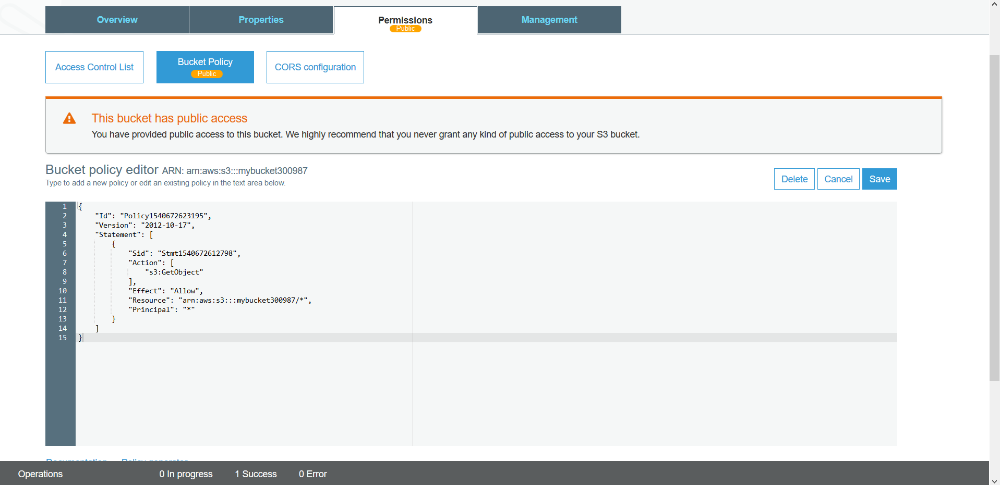 Overview
Properties
Permissions
Public
Management
Access Control List
Bucket Policy
Public
CORS configuration
This bucket has public access
You have provided public access to this bucket. We highly recommend that you never grant any kind of public access to your S3 bucket.
Bucket policy editor ARN: arn:aws:s3:::mybucket300987
Type to add a new policy or edit an existing policy in the text area below.
Delete
Cancel
Save
1 {
2 "Id": "Policy1540672623195",
3 "Version": "2012-10-17",
4 "Statement": [
5 {
6 "Sid": "Stmt1540672612798",
7 "Action": [
8 "s3:GetObject"
9 ],
10 "Effect": "Allow",
11 "Resource": "arn:aws:s3:::mybucket300987/*",
12 "Principal": "*"
13 }
14 ]
15 }
Documentation
Policy generator
Operations
0 In progress
1 Success
0 Error